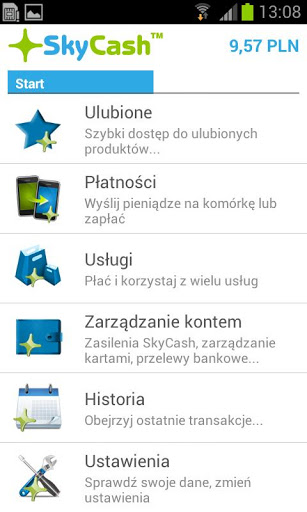 13:08
SkyCash™
9,57 PLN
Start
Ulubione
Szybki dostęp do ulubionych
produktów...
Płatności
Wyślij pieniądze na komórkę lub
zapłać
Usługi
Płać i korzystaj z wielu usług
Zarządzanie kontem
Zasilenia SkyCash, zarządzanie
kartami, przelewy bankowe...
Historia
Obejrzyj ostatnie transakcje...
Ustawienia
Sprawdź swoje dane, zmień
ustawienia